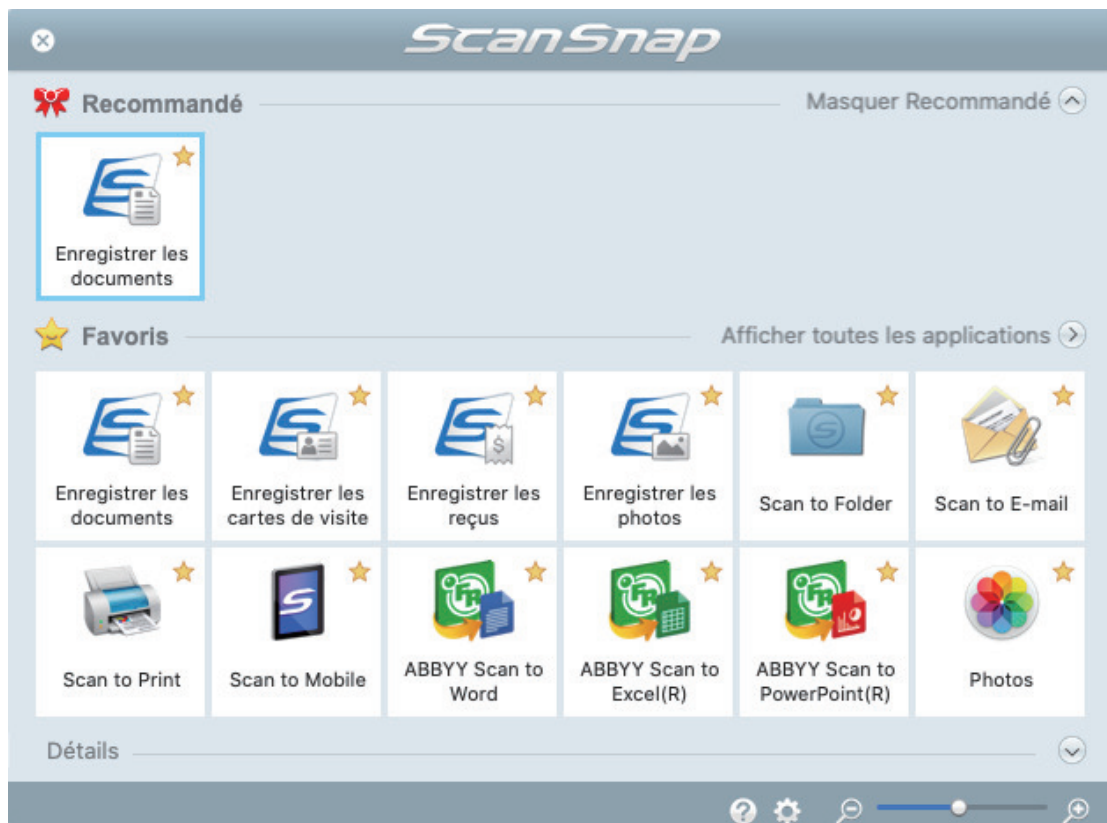 ScanSnap
Recommandé
Masquer Recommandé
Enregistrer les
documents
Favoris
Afficher toutes les applications
Enregistrer les
documents
Enregistrer les
cartes de visite
Enregistrer les
reçus
Enregistrer les
photos
Scan to Folder
Scan to E-mail
Scan to Print
Scan to Mobile
ABBYY Scan to
Word
ABBYY Scan to
Excel(R)
ABBYY Scan to
PowerPoint(R)
Photos
Détails